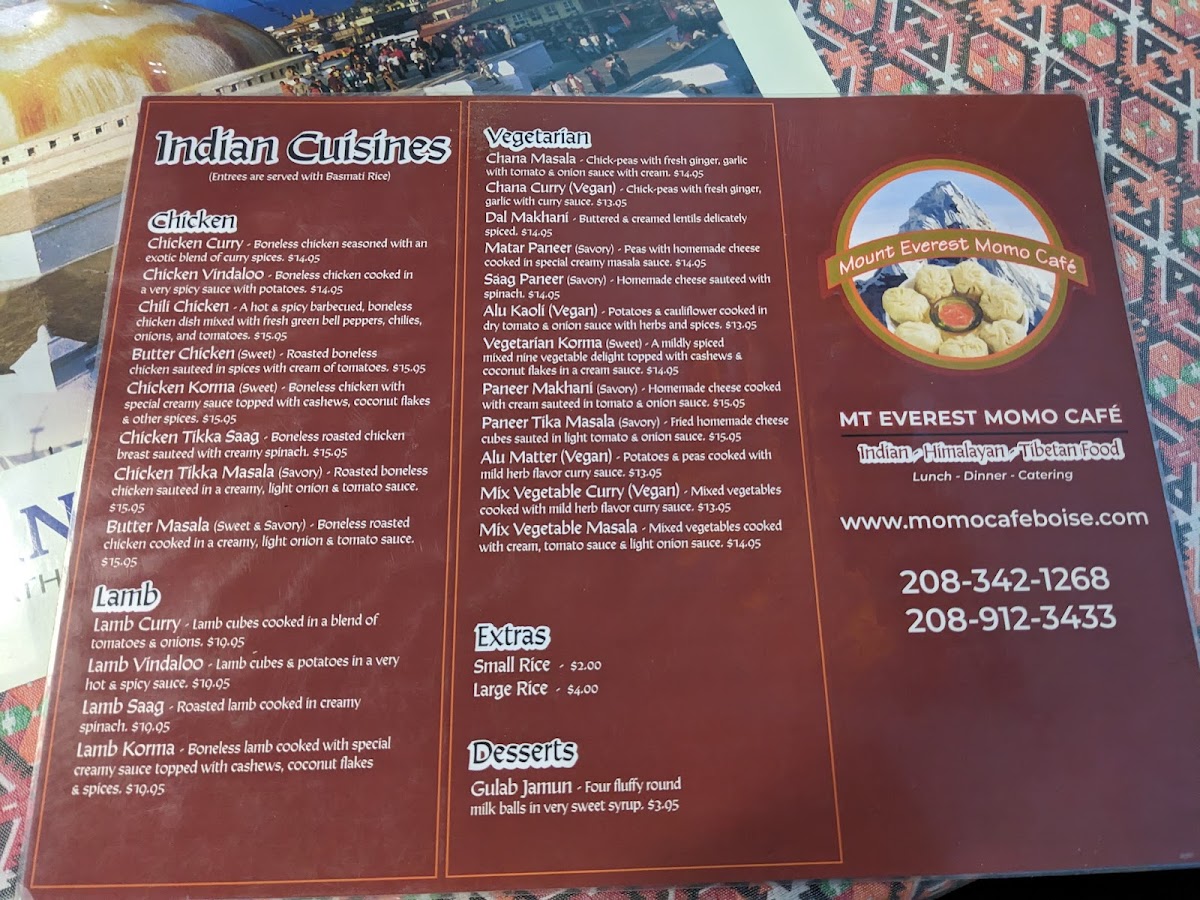 Indian Cuisines
(Entrees are served with Basmati Rice)
Chicken
Chicken Curry - Boneless chicken seasoned with an
exotic blend of curry spices. $14.95
Chicken Vindaloo - Boneless chicken cooked in
a very spicy sauce with potatoes. $14.95
Chili Chicken - A hot & spicy barbecued, boneless
chicken dish mixed with fresh green bell peppers, chilies,
onions, and tomatoes. $15.95
Butter Chicken (Sweet) - Roasted boneless
chicken sauteed in spices with cream of tomatoes. $15.95
Chicken Korma (Sweet) - Boneless chicken with
special creamy sauce topped with cashews, coconut flakes
& other spices. $15.95
Chicken Tikka Saag - Boneless roasted chicken
breast sauteed with creamy spinach. $15.95
Chicken Tikka Masala (Savory) - Roasted boneless
chicken sauteed in a creamy, light onion & tomato sauce.
$15.95
Butter Masala (Sweet & Savory) - Boneless roasted
chicken cooked in a creamy, light onion & tomato sauce.
$15.95
Lamb
Lamb Curry - Lamb cubes cooked in a blend of
tomatoes & onions. $19.95
Lamb Vindaloo - Lamb cubes & potatoes in a very
hot & spicy sauce. $19.95
Lamb Saag - Roasted lamb cooked in creamy
spinach. $19.95
Lamb Korma - Boneless lamb cooked with special
creamy sauce topped with cashews, coconut flakes
& spices. $19.95
Vegetarian
Chana Masala - Chick-peas with fresh ginger, garlic
with tomato & onion sauce with cream. $14.95
Chana Curry (Vegan) - Chick-peas with fresh ginger,
garlic with curry sauce. $13.95
Dal Makhani - Buttered & creamed lentils delicately
spiced. $14.95
Matar Paneer (Savory) - Peas with homemade cheese
cooked in special creamy masala sauce. $14.95
Saag Paneer (Savory) - Homemade cheese sauteed with
spinach. $14.95
Alu Kaoli (Vegan) - Potatoes & cauliflower cooked in
dry tomato & onion sauce with herbs and spices. $13.95
Vegetarian Korma (Sweet) - A mildly spiced
mixed nine vegetable delight topped with cashews &
coconut flakes in a cream sauce. $14.95
Paneer Makhani (Savory) - Homemade cheese cooked
with cream sauteed in tomato & onion sauce. $15.95
Paneer Tika Masala (Savory) - Fried homemade cheese
cubes sauted in light tomato & onion sauce. $15.95
Alu Matter (Vegan) - Potatoes & peas cooked with
mild herb flavor curry sauce. $13.95
Mix Vegetable Curry (Vegan) - Mixed vegetables
cooked with mild herb flavor curry sauce. $13.95
Mix Vegetable Masala - Mixed vegetables cooked
with cream, tomato sauce & light onion sauce. $14.95
Extras
Small Rice - $2.00
Large Rice - $4.00
Desserts
Gulab Jamun - Four fluffy round
milk balls in very sweet syrup. $3.95
Mount Everest Momo Café
MT EVEREST MOMO CAFÉ
Indian - Himalayan - Tibetan Food
Lunch - Dinner - Catering
www.momocafeboise.com
208-342-1268
208-912-3433